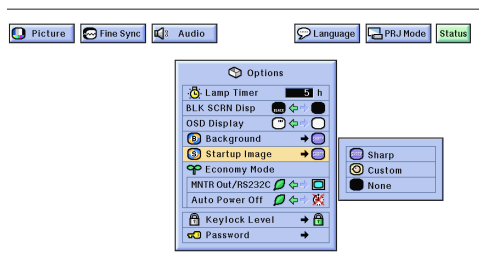 Picture Fine Sync Audio Language PRJ Mode Status
Options
Lamp Timer 5 h
BLK SCRN Disp
OSD Display
Background
Startup Image
Sharp
Custom
None
Economy Mode
MNTR Out/RS232C
Auto Power Off
Keylock Level
Password